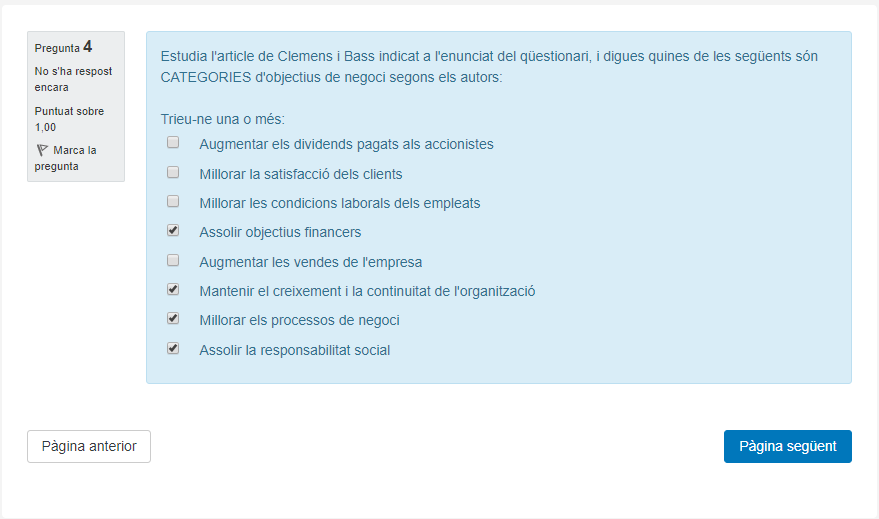 Pregunta 4
No s'ha respost
encara
Puntuat sobre
1,00
Marca la
pregunta
Estudia l'article de Clemens i Bass indicat a l'enunciat del qüestionari, i digues quines de les següents són
CATEGORIES d'objectius de negoci segons els autors:
Trieu-ne una o més:
Augmentar els dividends pagats als accionistes
Millorar la satisfacció dels clients
Millorar les condicions laborals dels empleats
Assolir objectius financers
Augmentar les vendes de l'empresa
Mantenir el creixement i la continuitat de l'organització
Millorar els processos de negoci
Assolir la responsabilitat social
Pàgina anterior
Pàgina següent